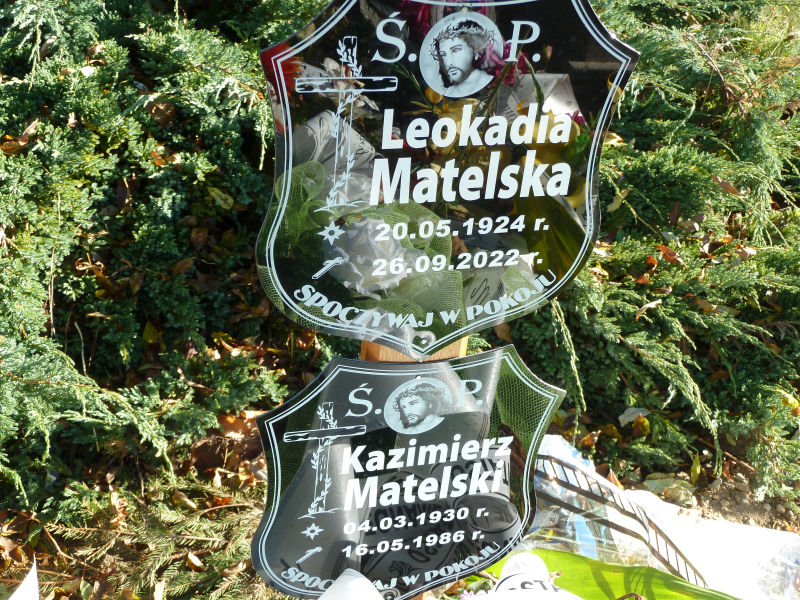 Ś. P.
Leokadia
Matelska
20.05.1924 r.
26.09.2022 r.
SPOCZYWAJ W POKOJU
Ś. P.
Kazimierz
Matelski
04.03.1930 r.
16.05.1986 r.
SPOCZYWAJ W POKOJU